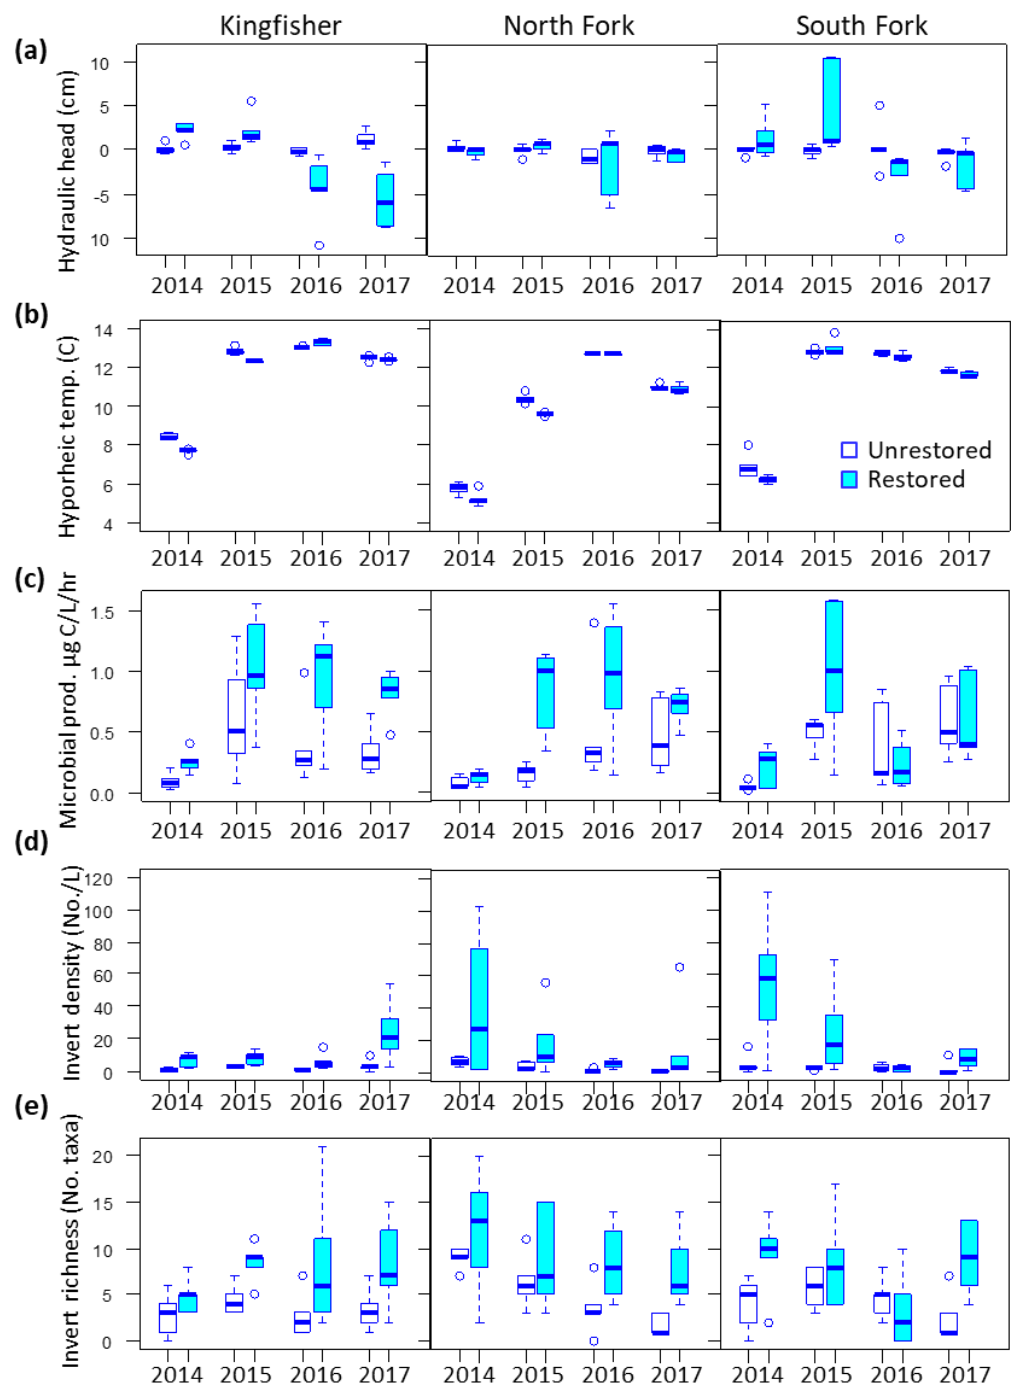 Kingfisher North Fork South Fork
(a)
Hydraulic head (cm)
10
5
0
-5
10
2014 2015 2016 2017 2014 2015 2016 2017 2014 2015 2016 2017
(b)
Hyporheic temp. (C)
14
12
10
8
6
4
Unrestored
Restored
2014 2015 2016 2017 2014 2015 2016 2017 2014 2015 2016 2017
(c)
Microbial prod. µg C/L/hr
1.5
1.0
0.5
0.0
2014 2015 2016 2017 2014 2015 2016 2017 2014 2015 2016 2017
(d)
Invert density (No./L)
120
100
80
60
40
20
0
2014 2015 2016 2017 2014 2015 2016 2017 2014 2015 2016 2017
(e)
Invert richness (No. taxa)
20
15
10
5
0
2014 2015 2016 2017 2014 2015 2016 2017 2014 2015 2016 2017